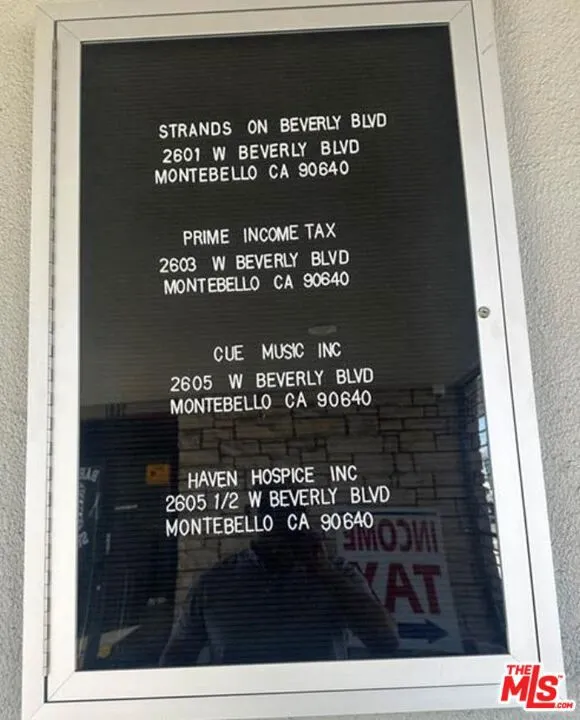 STRANDS ON BEVERLY BLVD
2601 W BEVERLY BLVD
MONTEBELLO CA 90640
PRIME INCOME TAX
2603 W BEVERLY BLVD
MONTEBELLO CA 90640
CUE MUSIC INC
2605 W BEVERLY BLVD
MONTEBELLO CA 90640
HAVEN HOSPICE INC
2605 1/2 W BEVERLY BLVD
MONTEBELLO CA 90640
INCOME
TAX
THE
MLS
.COM